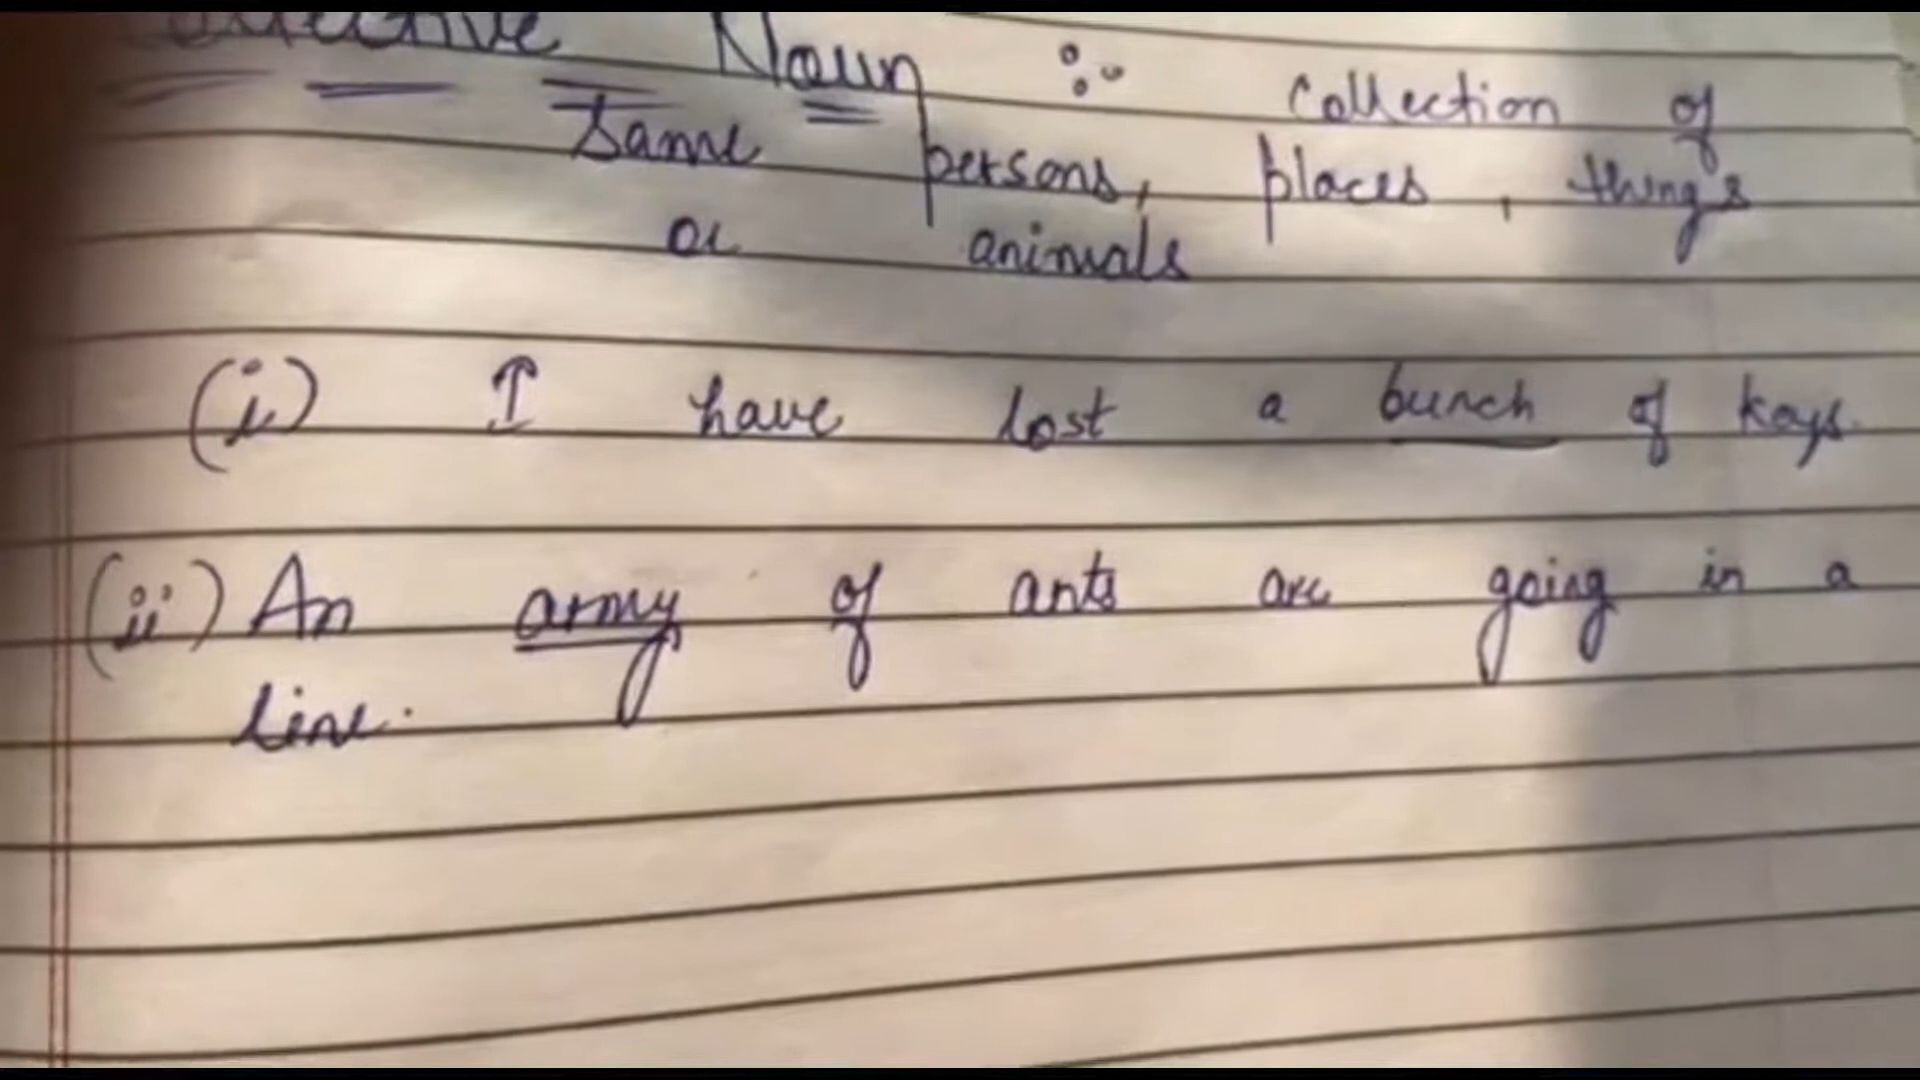 Collective Noun :- Collection of
same persons, places, things
or animals
(i) I have lost a bunch of keys.
(ii) An army of ants are going in a
line.